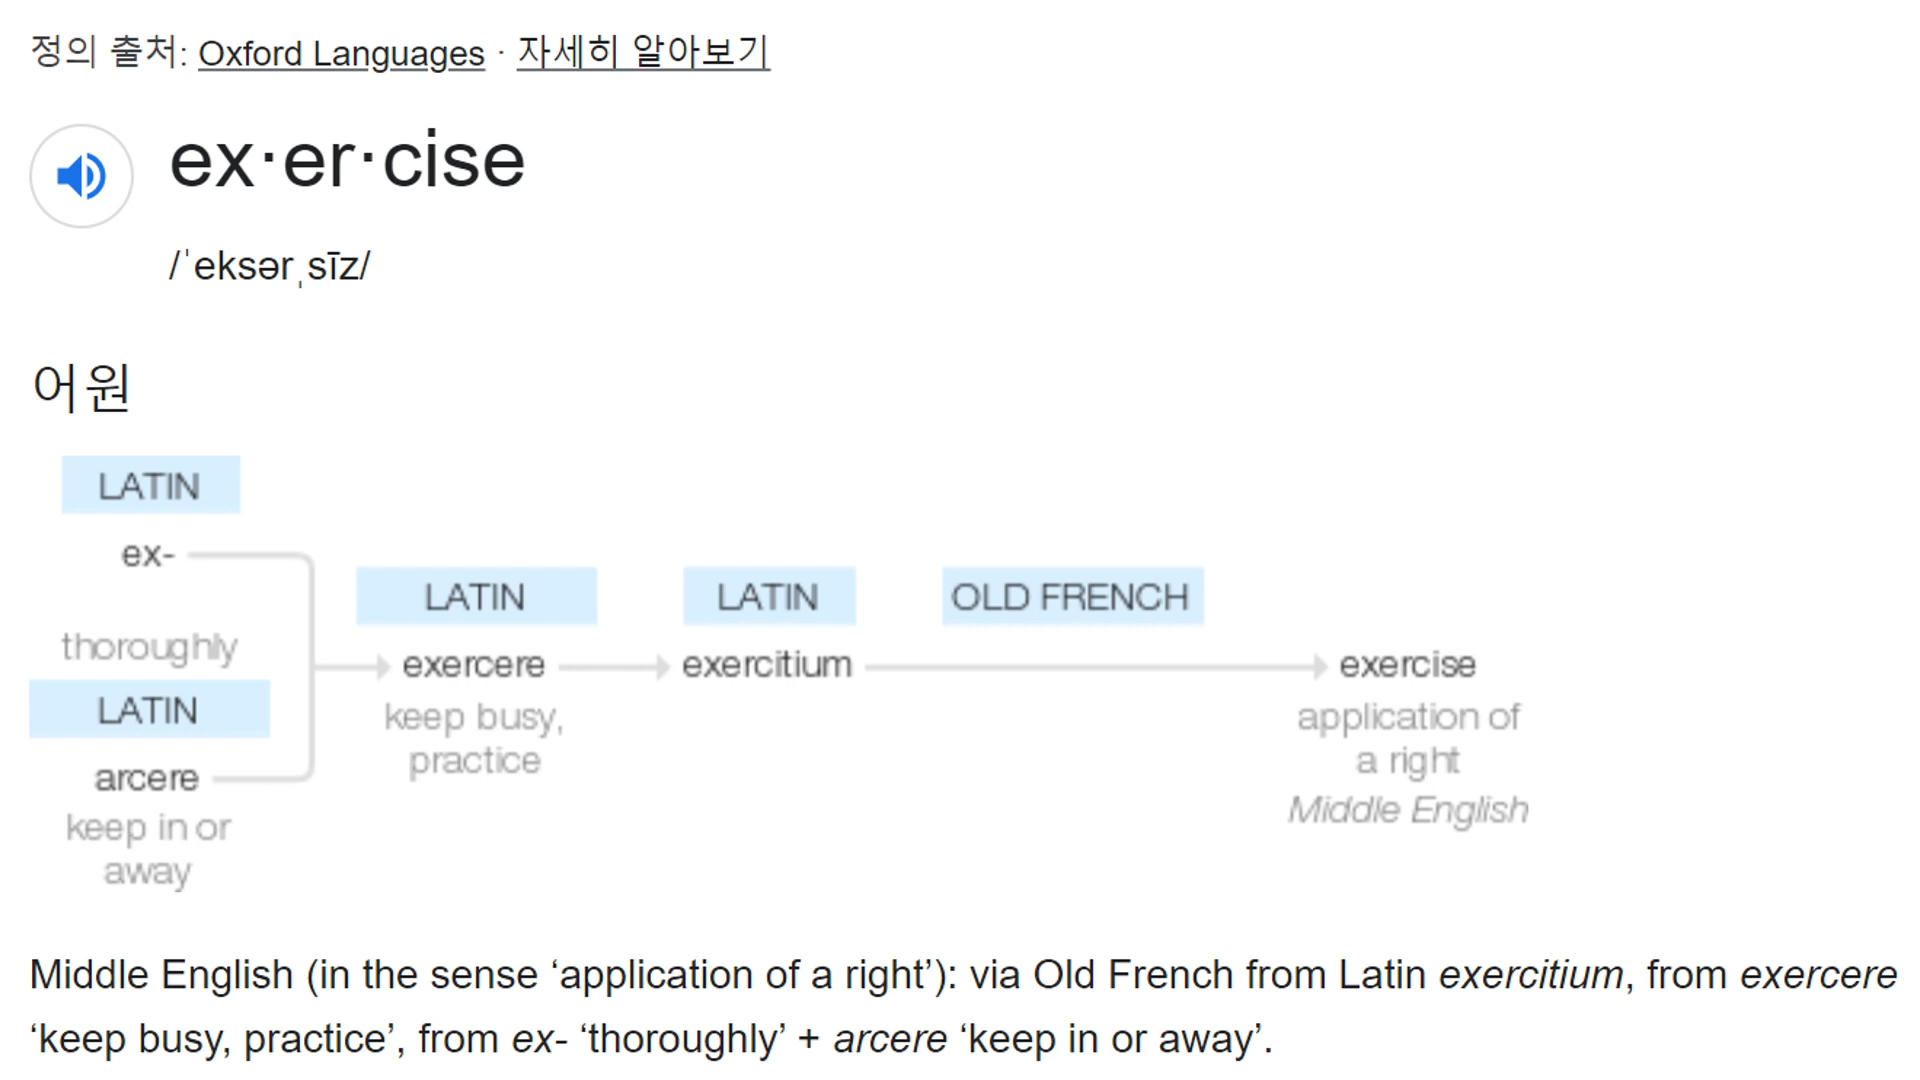 정의 출처: Oxford Languages · 자세히 알아보기
ex·er·cise
/ˈeksərˌsīz/
어원
LATIN
ex-
thoroughly
LATIN
arcere
keep in or
away
LATIN
exercere
keep busy,
practice
LATIN
exercitium
OLD FRENCH
exercise
application of
a right
Middle English
Middle English (in the sense ‘application of a right’): via Old French from Latin exercitium, from exercere
‘keep busy, practice’, from ex- ‘thoroughly’ + arcere ‘keep in or away’.